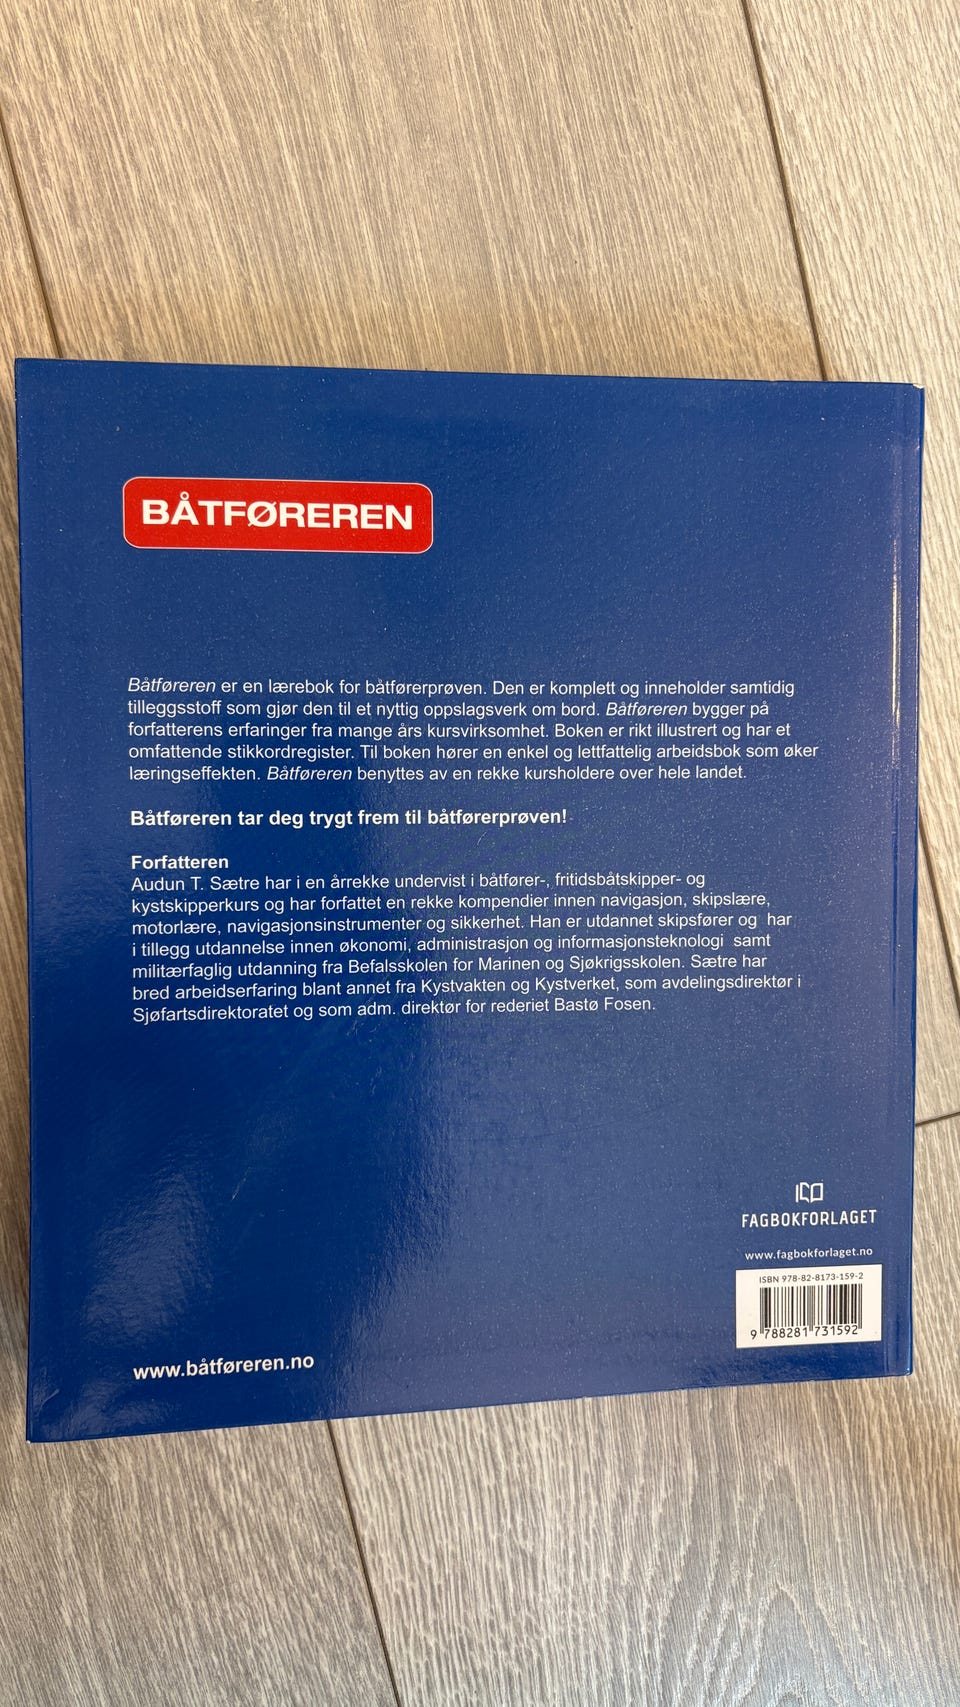 BÅTFØREREN
Båtføreren er en lærebok for båtførerprøven. Den er komplett og inneholder samtidig
tilleggsstoff som gjør den til et nyttig oppslagsverk om bord. Båtføreren bygger på
forfatterens erfaringer fra mange års kursvirksomhet. Boken er rikt illustrert og har et
omfattende stikkordregister. Til boken hører en enkel og lettfattelig arbeidsbok som øker
læringseffekten. Båtføreren benyttes av en rekke kursholdere over hele landet.
Båtføreren tar deg trygt frem til båtførerprøven!
Forfatteren
Audun T. Sætre har i en årrekke undervist i båtfører-, fritidsbåtskipper- og
kystskipperkurs og har forfattet en rekke kompendier innen navigasjon, skipslære,
motorlære, navigasjonsinstrumenter og sikkerhet. Han er utdannet skipsfører og har
i tillegg utdannelse innen økonomi, administrasjon og informasjonsteknologi samt
militærfaglig utdanning fra Befalsskolen for Marinen og Sjøkrigsskolen. Sætre har
bred arbeidserfaring blant annet fra Kystvakten og Kystverket, som avdelingsdirektør i
Sjøfartsdirektoratet og som adm. direktør for rederiet Bastø Fosen.
FAGBOKFORLAGET
www.fagbokforlaget.no
ISBN 978-82-8173-159-2
9 788281 731592
www.båtføreren.no